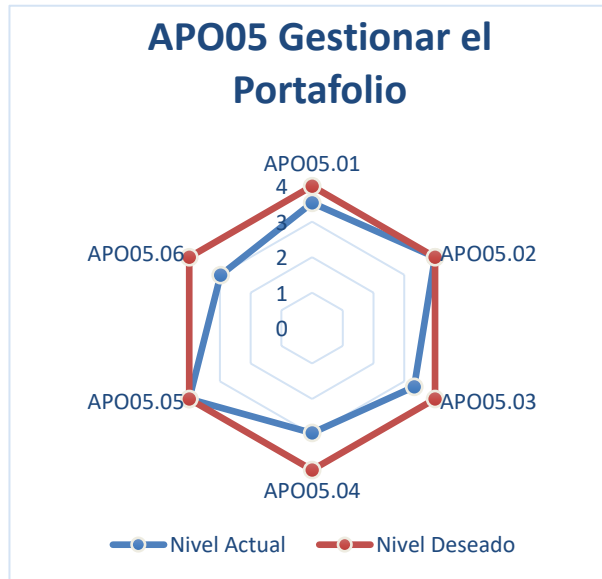 APO05 Gestionar el
Portafolio
APO05.01
4
3
2
1
0
APO05.02
APO05.03
APO05.04
APO05.05
APO05.06
Nivel Actual
Nivel Deseado